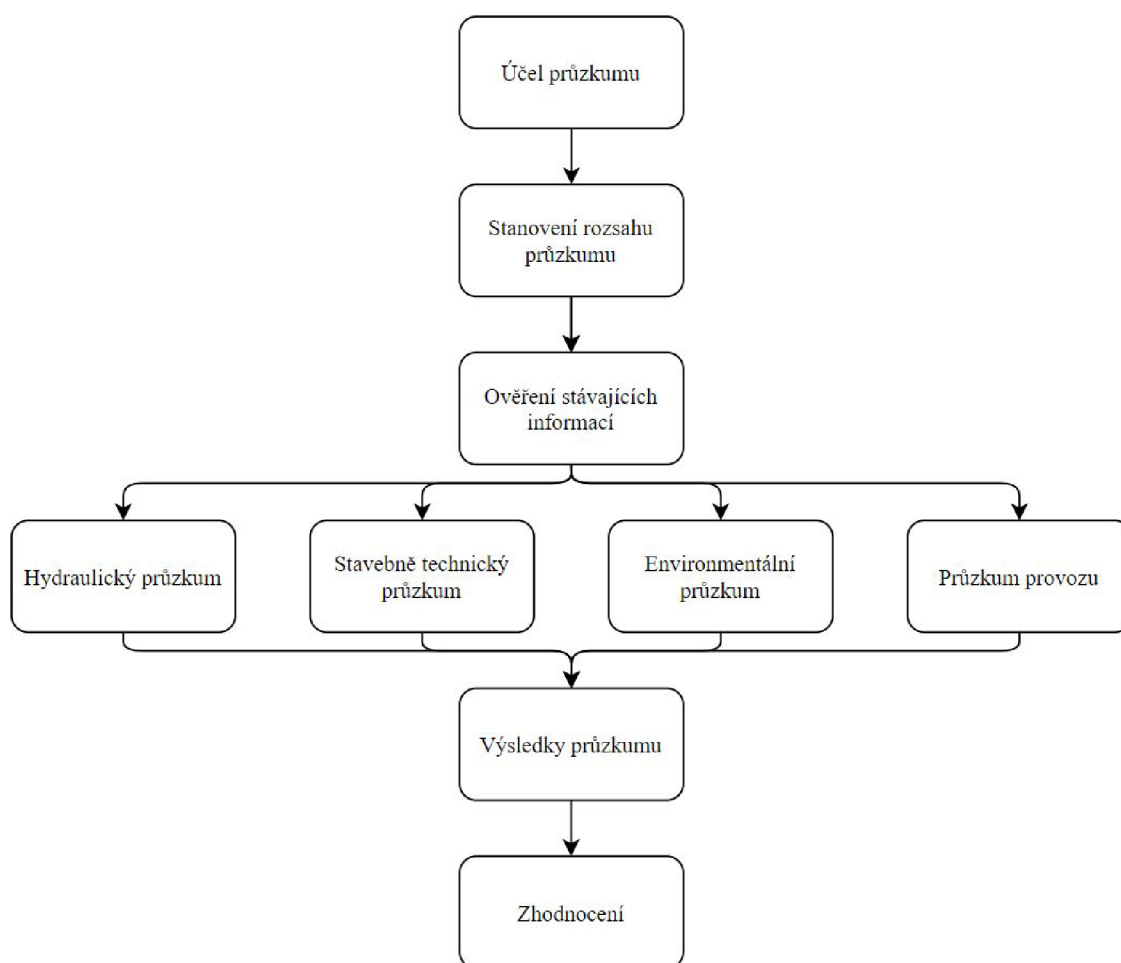 Účel průzkumu
Stanovení rozsahu
průzkumu
Ověření stávajících
informací
Hydraulický průzkum
Stavebně technický
průzkum
Environmentální
průzkum
Průzkum provozu
Výsledky průzkumu
Zhodnocení